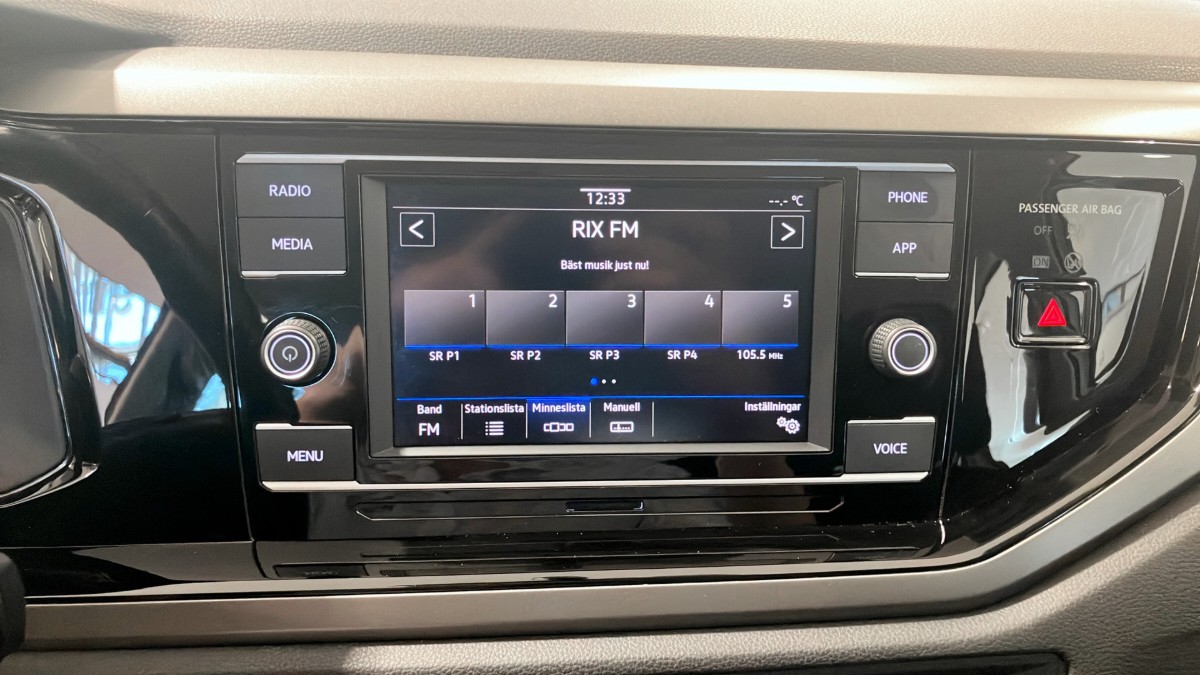 RADIO
MEDIA
MENU
12:33
--.- °C
RIX FM
Bäst musik just nu!
1 2 3 4 5
SR P1 SR P2 SR P3 SR P4 105.5 MHz
Band Stationslista Minneslista Manuell Inställningar
FM
PHONE
APP
VOICE
PASSENGER AIR BAG
OFF
ON